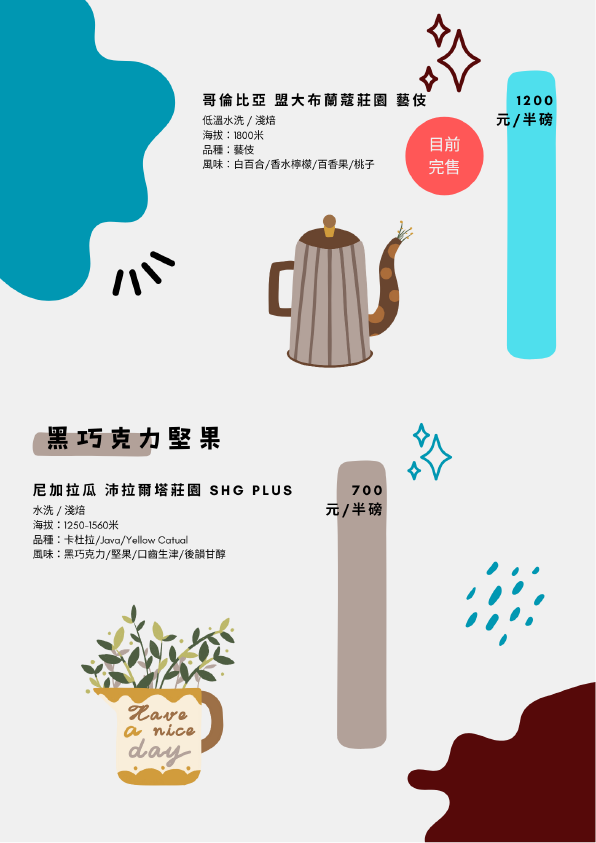 哥倫比亞 盟大布蘭蔻莊園 藝伎
低溫水洗 / 淺焙
海拔：1800米
品種：藝伎
風味：白百合/香水檸檬/百香果/桃子
1200
元/半磅
目前
完售
黑巧克力堅果
尼加拉瓜 沛拉爾塔莊園 SHG PLUS
水洗 / 淺焙
海拔：1250-1560米
品種：卡杜拉/Java/Yellow Catual
風味：黑巧克力/堅果/口齒生津/後韻甘醇
700
元/半磅
Have
a nice
day